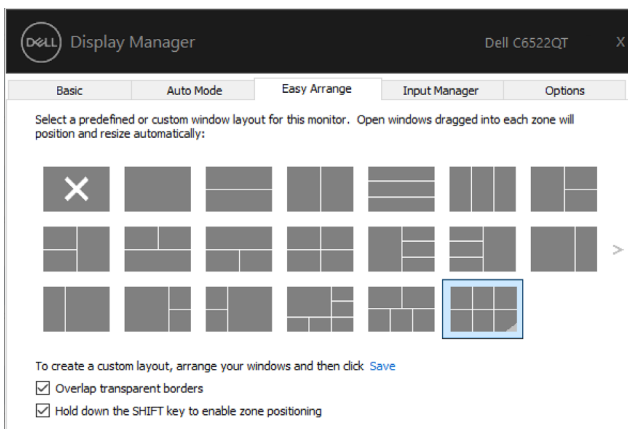 DELL Display Manager Dell C6522QT X
Basic Auto Mode Easy Arrange Input Manager Options
Select a predefined or custom window layout for this monitor. Open windows dragged into each zone will
position and resize automatically:
>
To create a custom layout, arrange your windows and then click Save
Overlap transparent borders
Hold down the SHIFT key to enable zone positioning